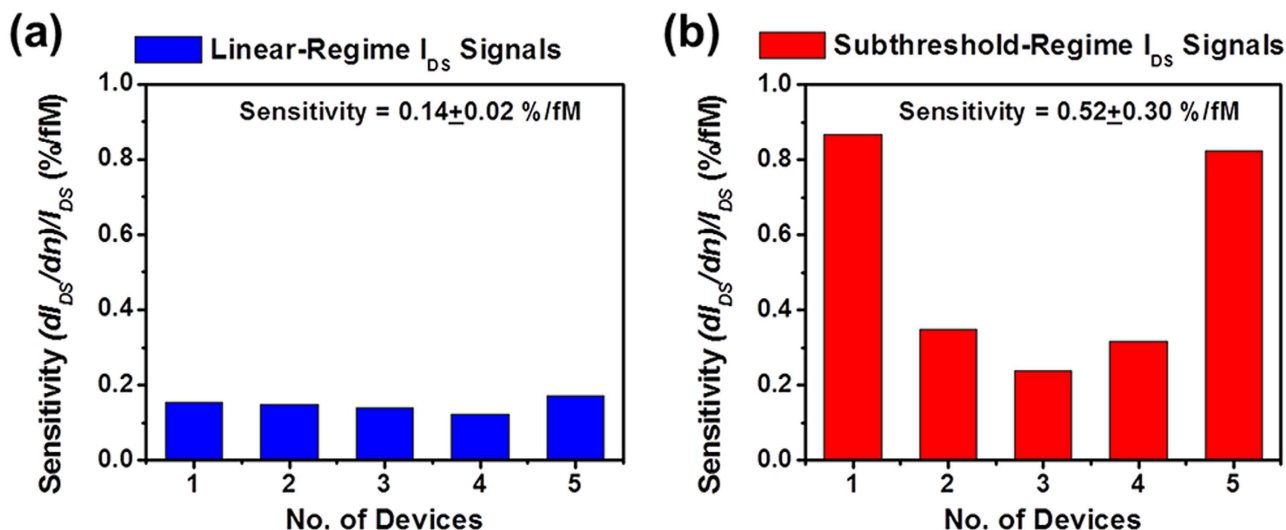 (a)
Linear-Regime I_DS Signals
Sensitivity = 0.14±0.02 %/fM
Sensitivity (dI_DS/dn)/I_DS (%/fM)
1.0
0.8
0.6
0.4
0.2
0.0
1 2 3 4 5
No. of Devices
(b)
Subthreshold-Regime I_DS Signals
Sensitivity = 0.52±0.30 %/fM
Sensitivity (dI_DS/dn)/I_DS (%/fM)
1.0
0.8
0.6
0.4
0.2
0.0
1 2 3 4 5
No. of Devices